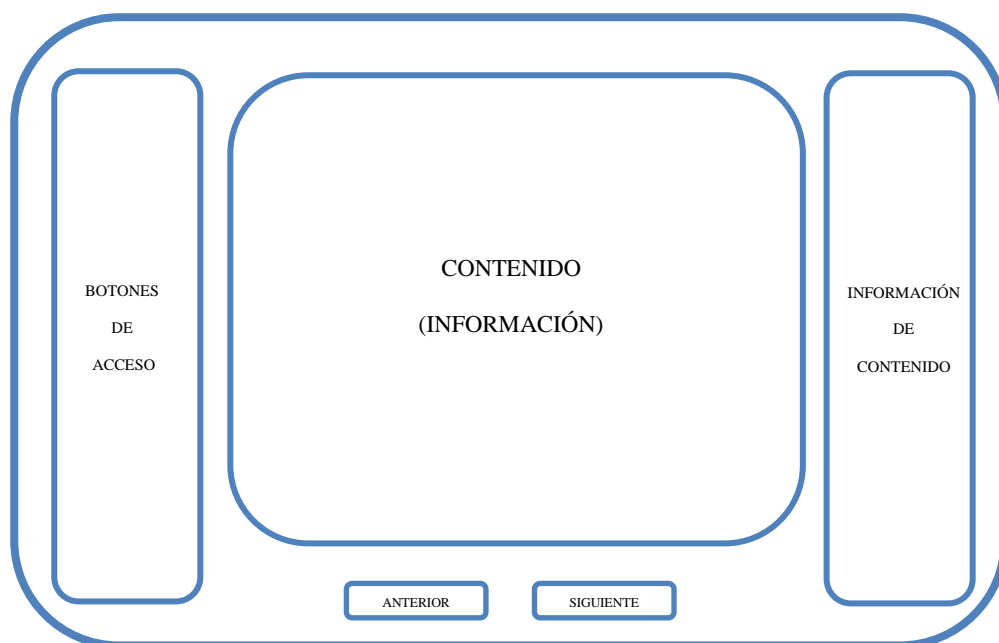 BOTONES
DE
ACCESO
CONTENIDO
(INFORMACIÓN)
INFORMACIÓN
DE
CONTENIDO
ANTERIOR
SIGUIENTE